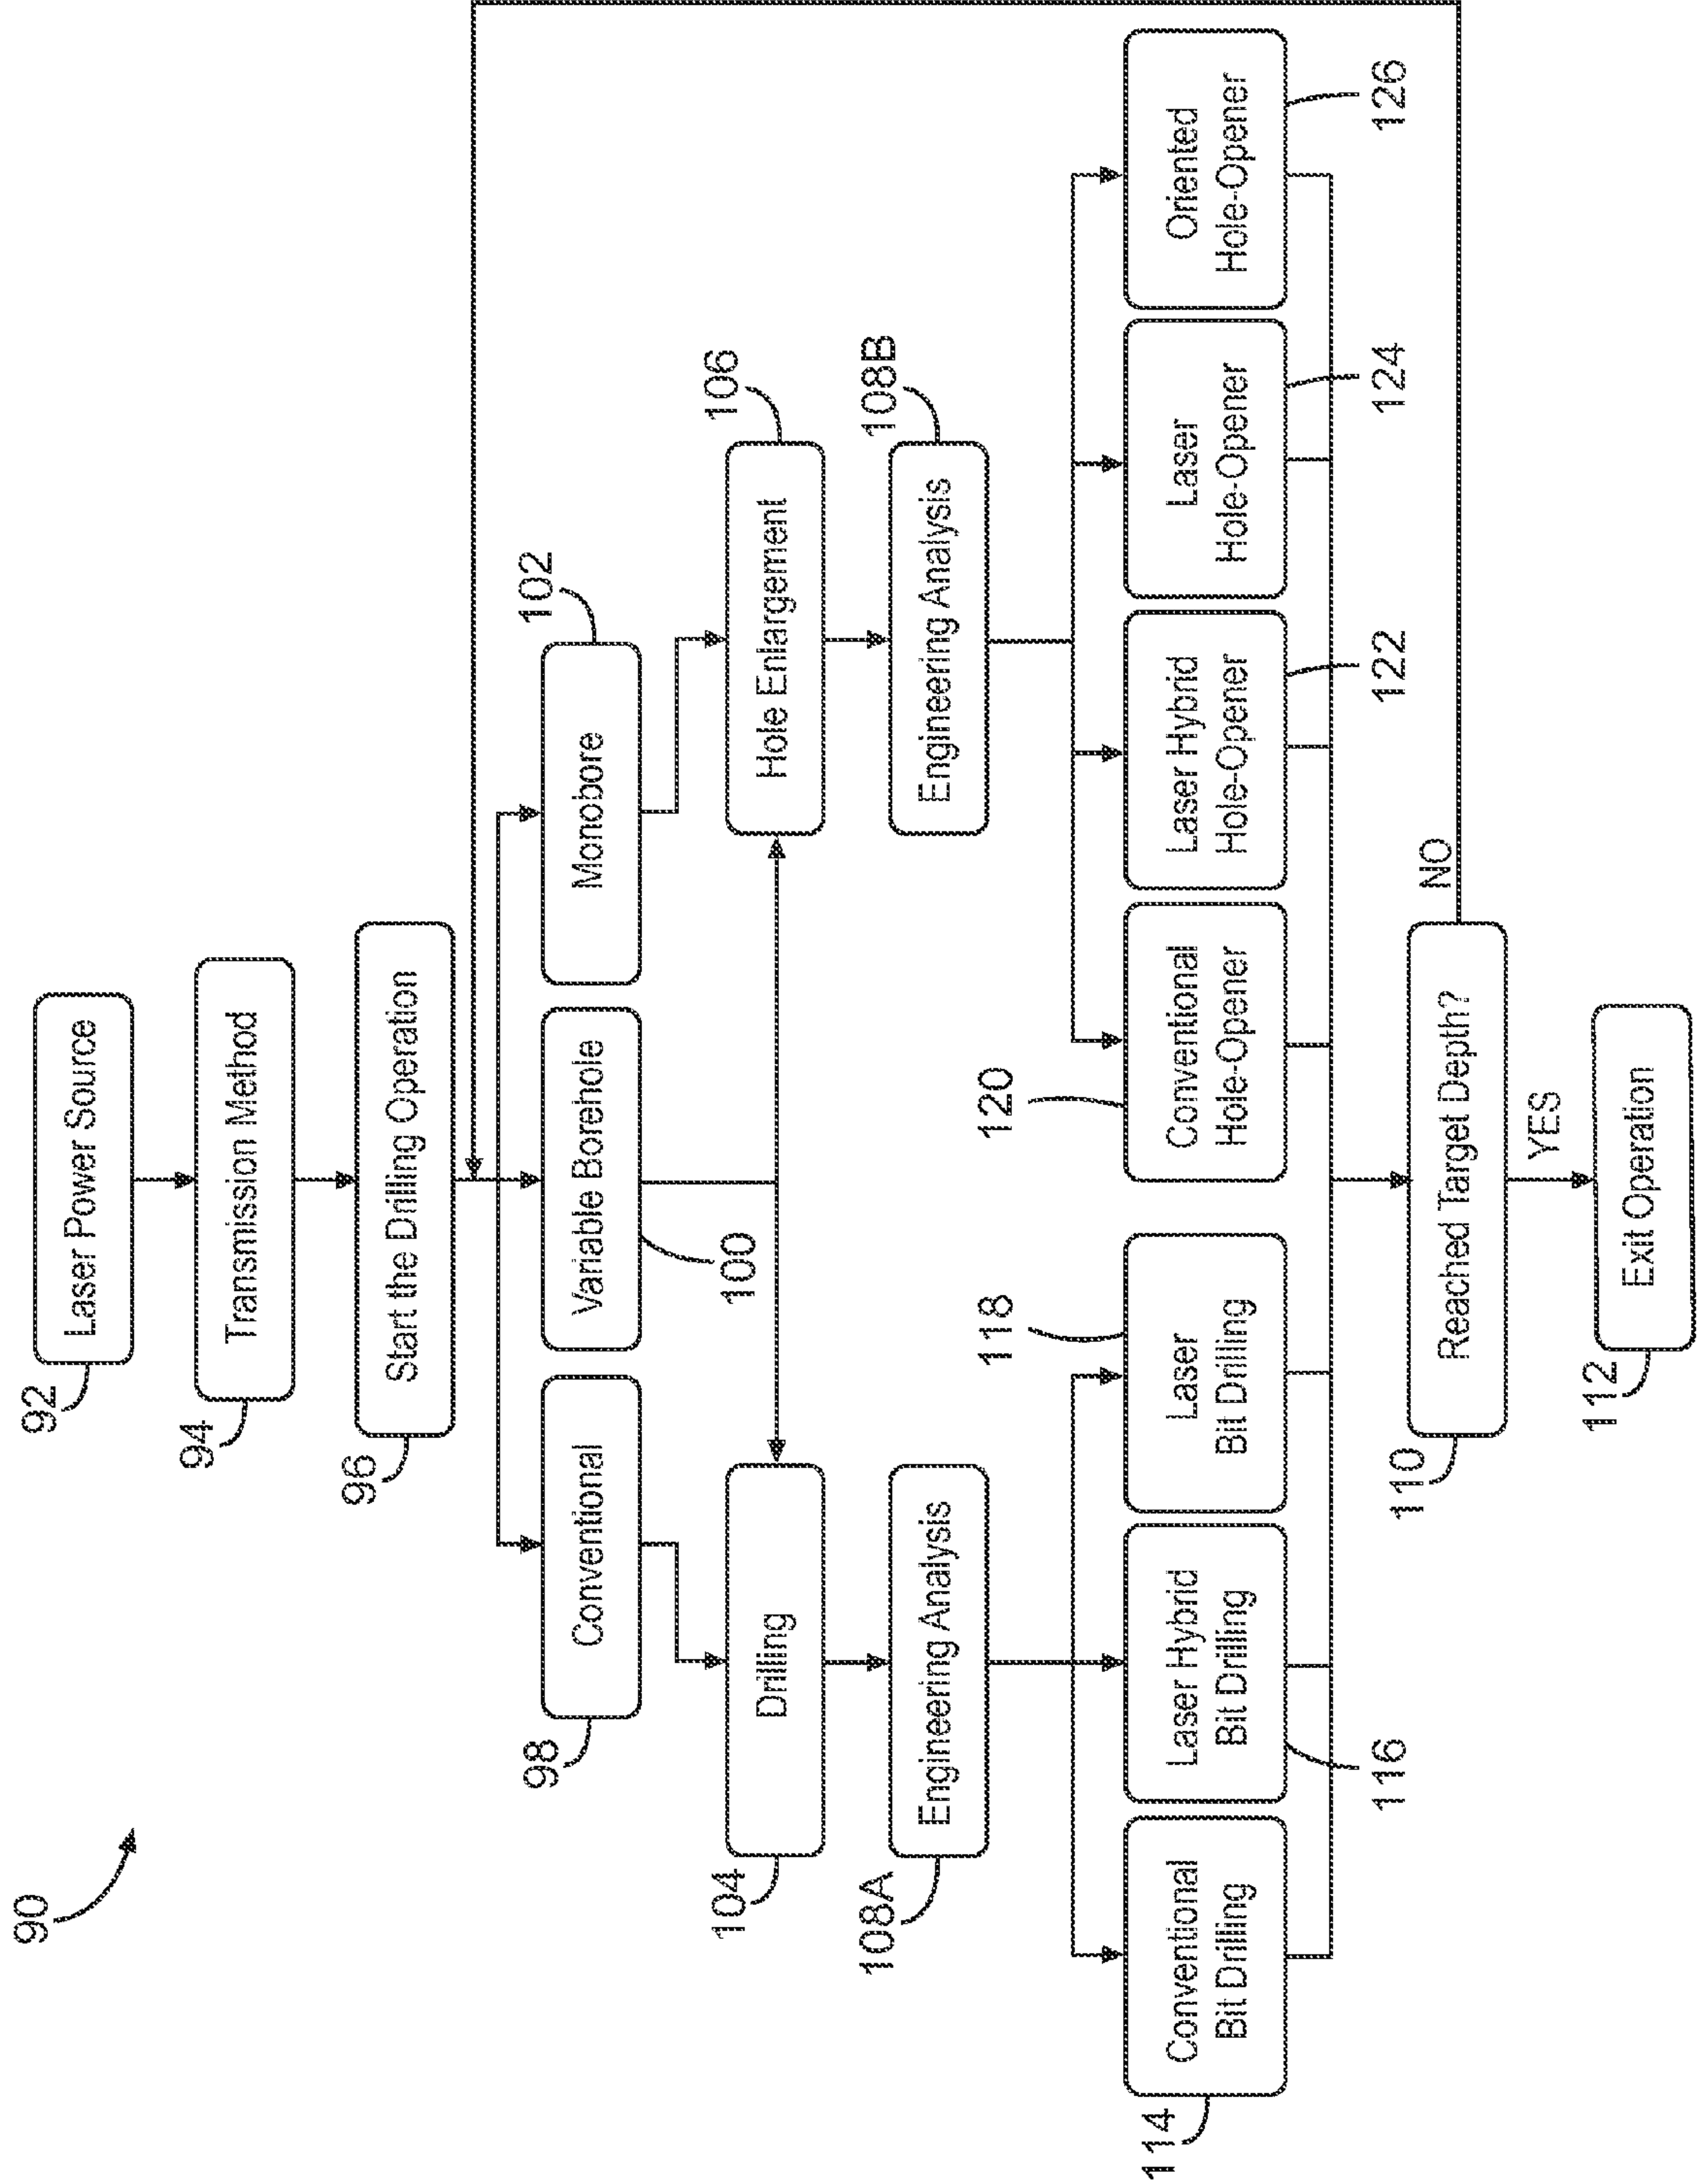 90
92
Laser Power Source
94
Transmission Method
96
Start the Drilling Operation
98
Conventional
Variable Borehole
100
Monobore
102
104
Drilling
Hole Enlargement
106
108A
Engineering Analysis
Engineering Analysis
108B
114
Conventional
Bit Drilling
Laser Hybrid
Bit Drilling
116
Laser
Bit Drilling
118
120
Conventional
Hole-Opener
Laser Hybrid
Hole-Opener
122
Laser
Hole-Opener
124
Oriented
Hole-Opener
126
110
Reached Target Depth?
NO
YES
112
Exit Operation